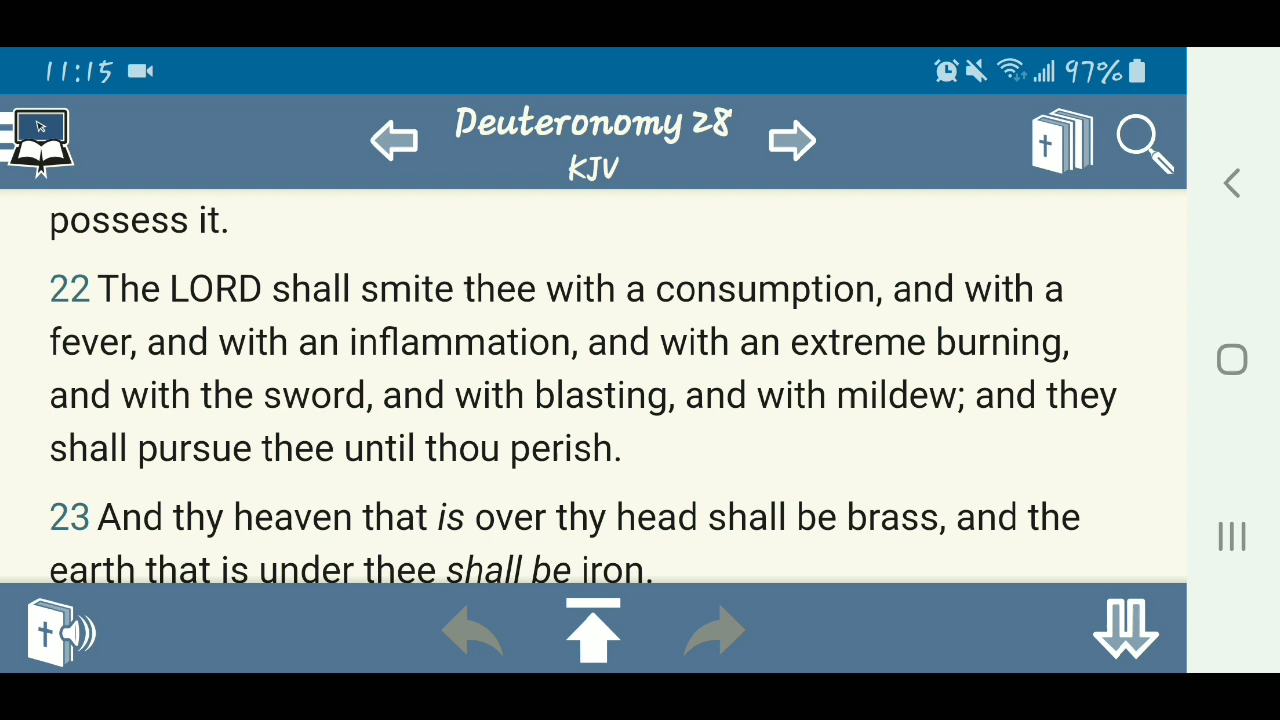 11:15
97%
Deuteronomy 28
KJV
possess it.
22 The LORD shall smite thee with a consumption, and with a
fever, and with an inflammation, and with an extreme burning,
and with the sword, and with blasting, and with mildew; and they
shall pursue thee until thou perish.
23 And thy heaven that is over thy head shall be brass, and the
earth that is under thee shall be iron.